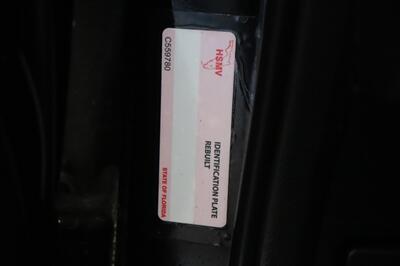 HSMV
C559780
IDENTIFICATION PLATE
REBUILT
STATE OF FLORIDA